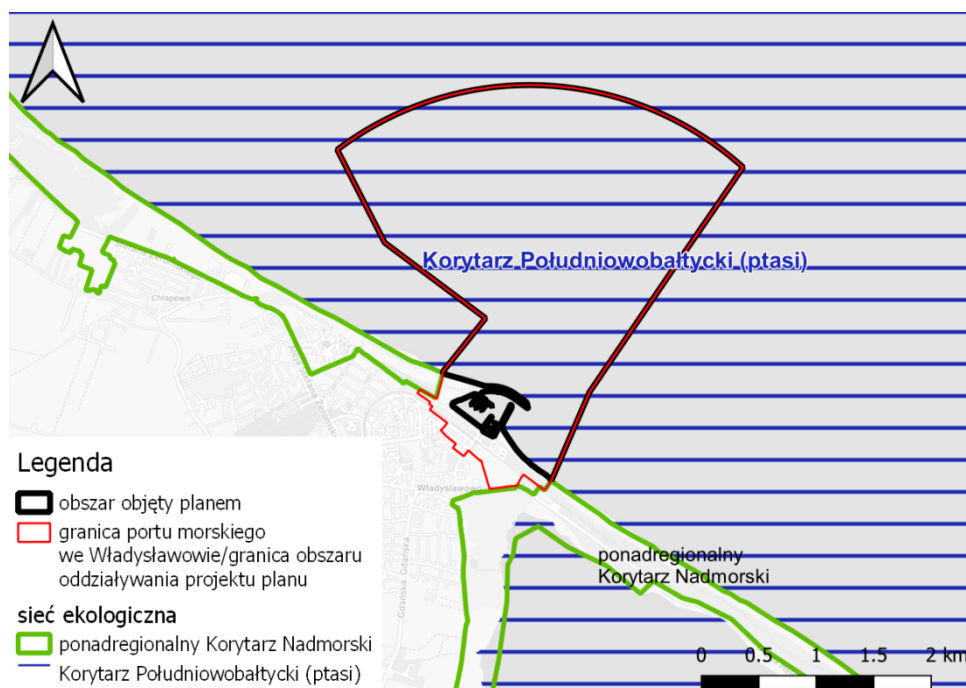 Korytarz Południowobałtycki (ptasi)
Chłapowo
Władysławowo
Gdańska
Gdańska
ponadregionalny
Korytarz Nadmorski
Legenda
obszar objęty planem
granica portu morskiego
we Władysławowie/granica obszaru
oddziaływania projektu planu
sieć ekologiczna
ponadregionalny Korytarz Nadmorski
Korytarz Południowobałtycki (ptasi)
0 0.5 1 1.5 2 km